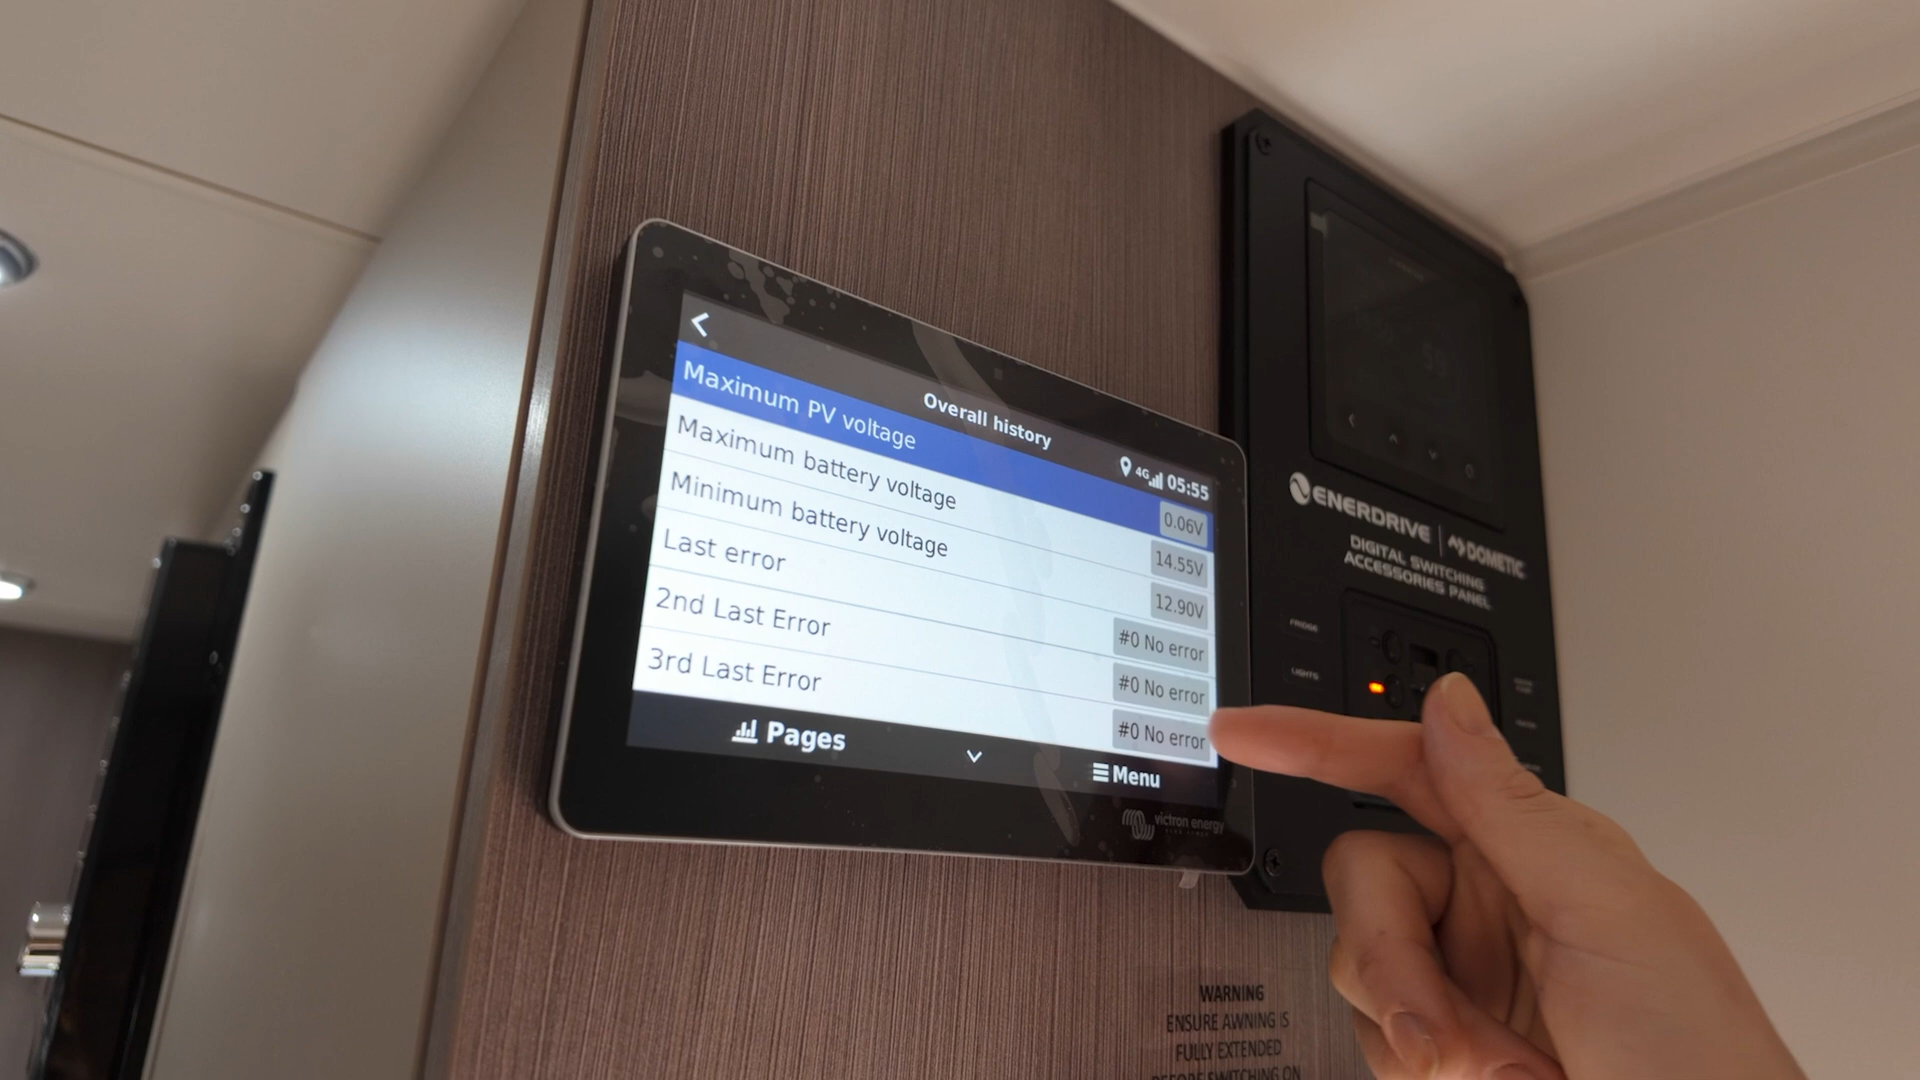 Overall history
4G 05:55
Maximum PV voltage 0.06V
Maximum battery voltage 14.55V
Minimum battery voltage 12.90V
Last error #0 No error
2nd Last Error #0 No error
3rd Last Error #0 No error
Pages
Menu
victron energy
ENERDRIVE | DOMETIC
DIGITAL SWITCHING
ACCESSORIES PANEL
FRIDGE
LIGHTS
WARNING
ENSURE AWNING IS
FULLY EXTENDED
BEFORE SWITCHING ON